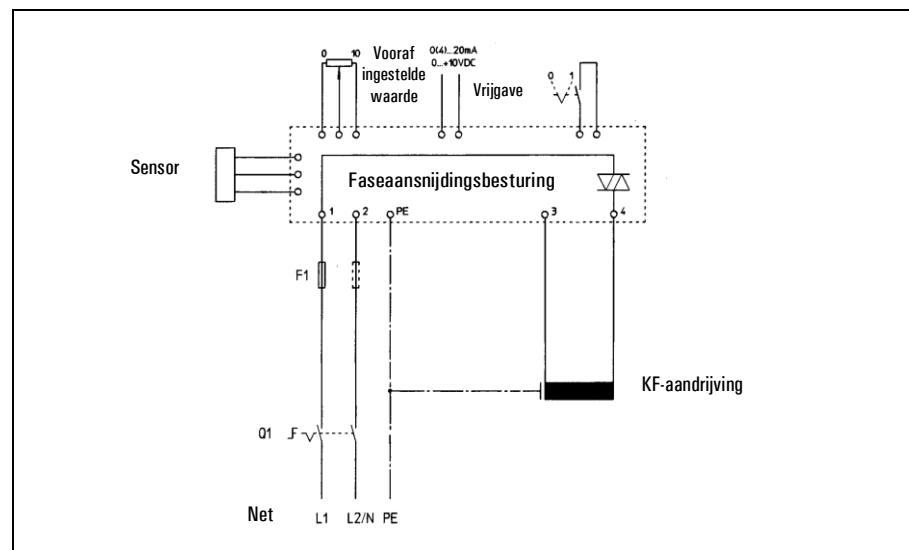 0 10 Vooraf
ingestelde
waarde
0(4)...20mA
0...+10VDC
Vrijgave
0 1
Sensor
Faseaansnijdingsbesturing
1 2 PE 3 4
F1
KF-aandrijving
Q1
Net L1 L2/N PE